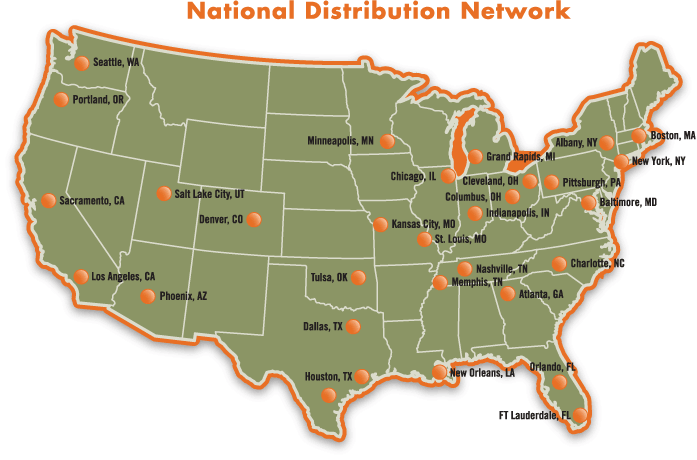 National Distribution Network
Seattle, WA
Portland, OR
Boston, MA
Minneapolis, MN
Albany, NY
Grand Rapids, MI
New York, NY
Chicago, IL
Cleveland, OH
Pittsburgh, PA
Salt Lake City, UT
Columbus, OH
Sacramento, CA
Baltimore, MD
Indianapolis, IN
Denver, CO
Kansas City, MO
St. Louis, MO
Charlotte, NC
Nashville, TN
Los Angeles, CA
Tulsa, OK
Memphis, TN
Phoenix, AZ
Atlanta, GA
Dallas, TX
Orlando, FL
New Orleans, LA
Houston, TX
FT Lauderdale, FL